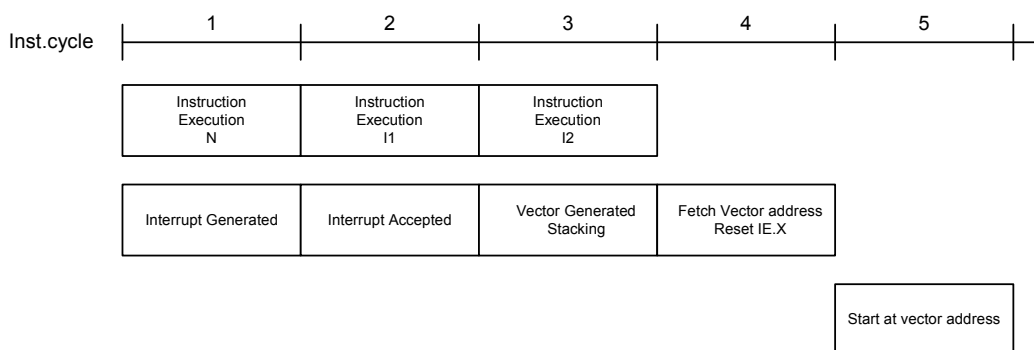 Inst.cycle 1 2 3 4 5
Instruction
Execution
N
Instruction
Execution
I1
Instruction
Execution
I2
Interrupt Generated
Interrupt Accepted
Vector Generated
Stacking
Fetch Vector address
Reset IE.X
Start at vector address